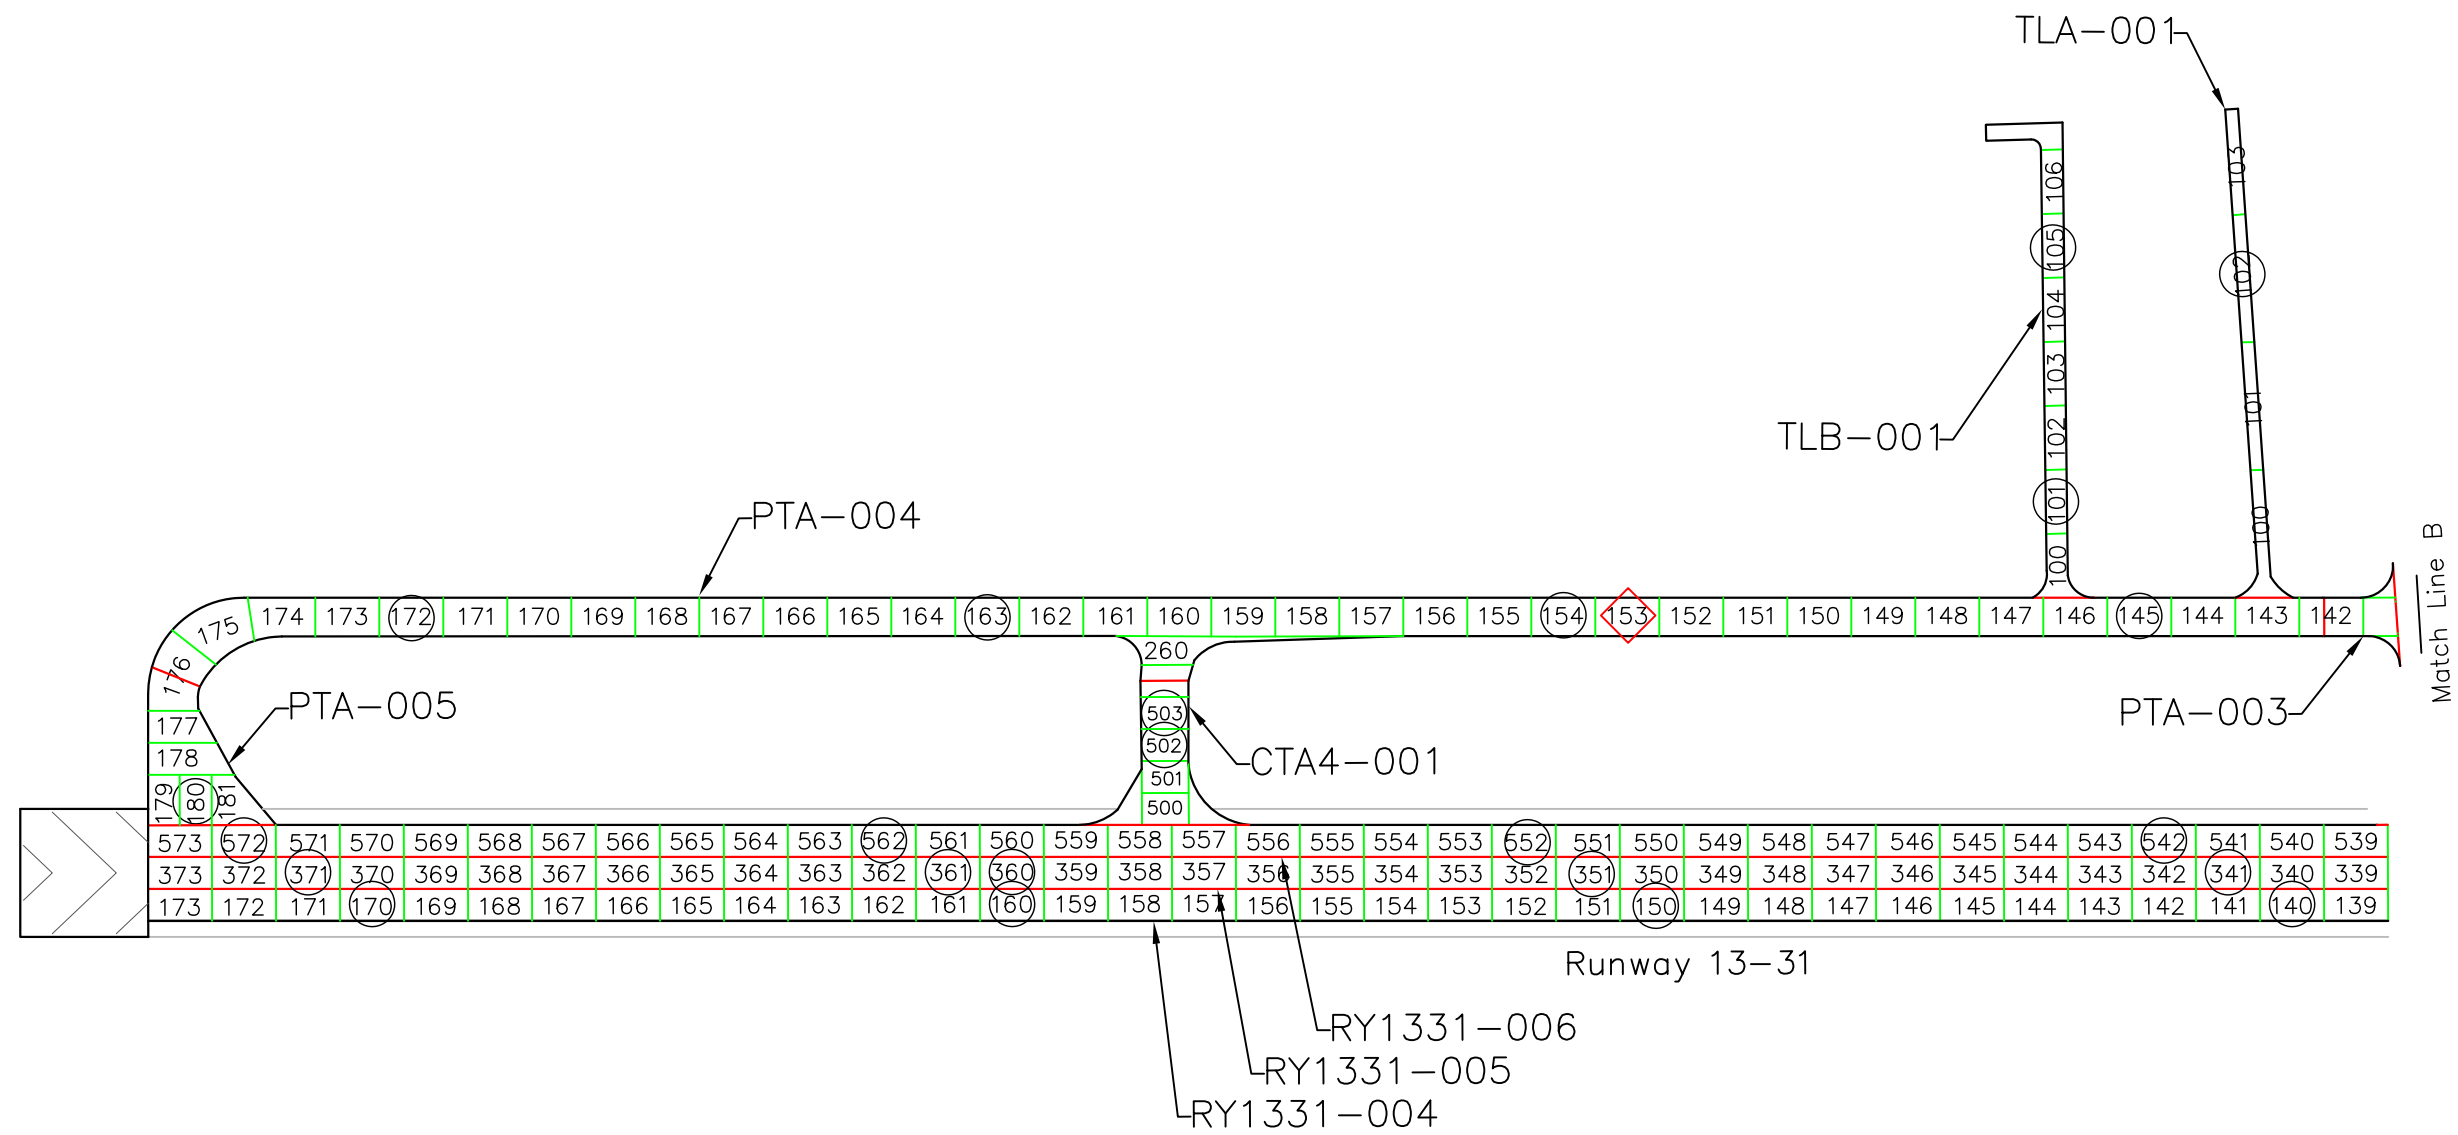 TLA-001
103
106
105
102
104
103
101
TLB-001
102
101
100
100
Match Line B
PTA-004
174 173 172 171 170 169 168 167 166 165 164 163 162 161 160 159 158 157 156 155 154 153 152 151 150 149 148 147 146 145 144 143 142
175
176
260
PTA-005
PTA-003
177
503
178
502
CTA4-001
501
179 180 181
500
573 572 571 570 569 568 567 566 565 564 563 562 561 560 559 558 557 556 555 554 553 552 551 550 549 548 547 546 545 544 543 542 541 540 539
373 372 371 370 369 368 367 366 365 364 363 362 361 360 359 358 357 356 355 354 353 352 351 350 349 348 347 346 345 344 343 342 341 340 339
173 172 171 170 169 168 167 166 165 164 163 162 161 160 159 158 157 156 155 154 153 152 151 150 149 148 147 146 145 144 143 142 141 140 139
Runway 13-31
RY1331-006
RY1331-005
RY1331-004